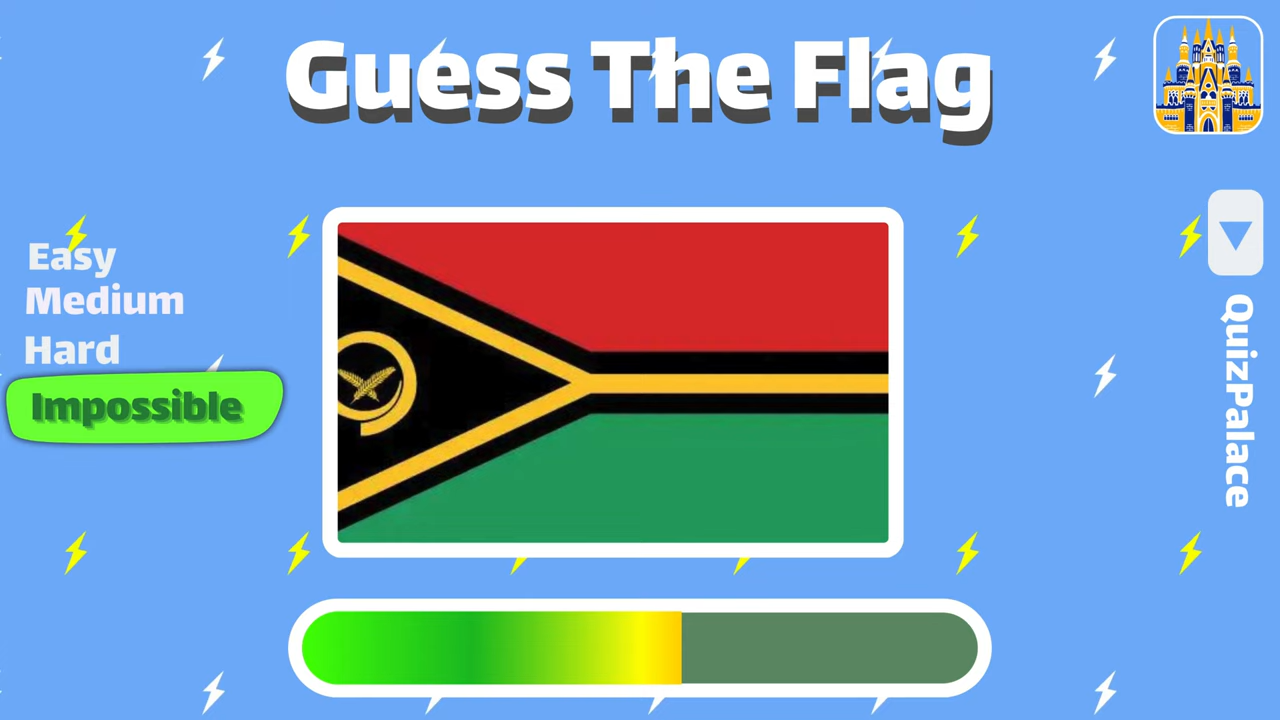 Guess The Flag
Easy
Medium
Hard
Impossible
QuizPalace